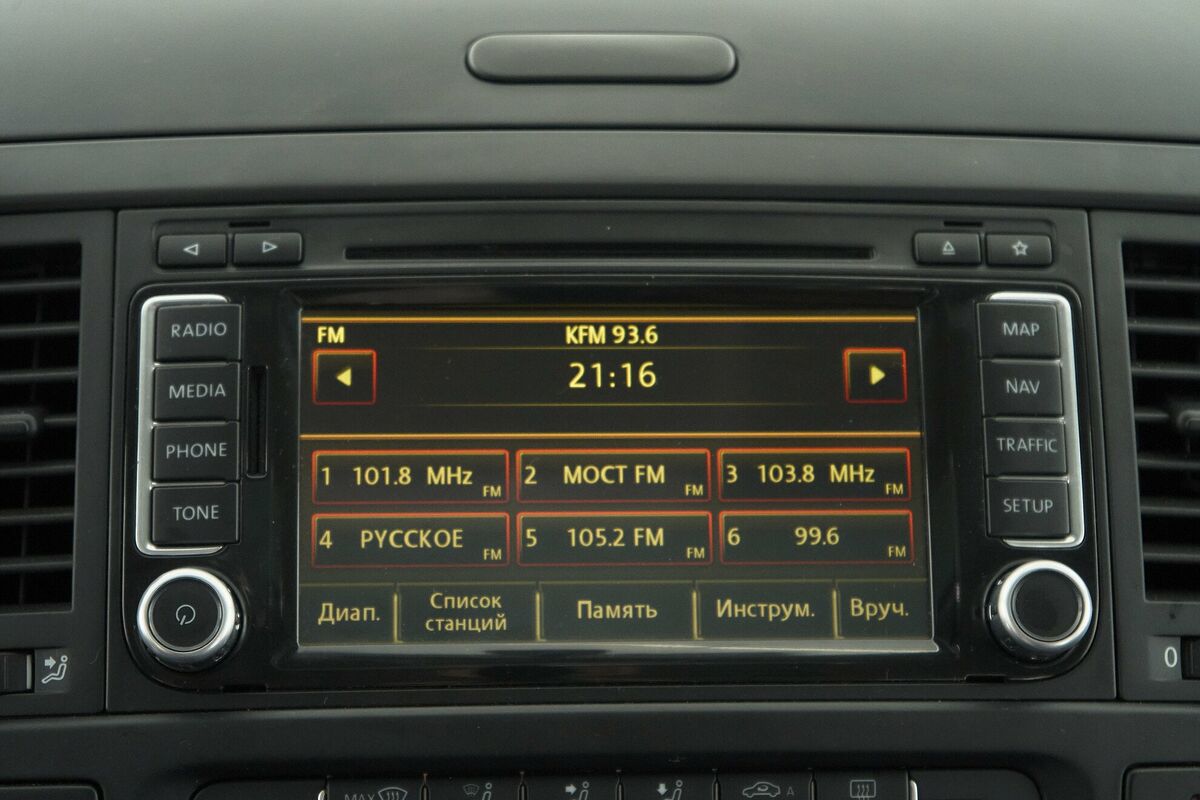 RADIO
MEDIA
PHONE
TONE
FM
KFM 93.6
21:16
1 101.8 MHz FM
2 МОСТ FM FM
3 103.8 MHz FM
4 РУССКОЕ FM
5 105.2 FM FM
6 99.6 FM
Диап.
Список
станций
Память
Инструм.
Вруч.
MAP
NAV
TRAFFIC
SETUP
0
MAX
A